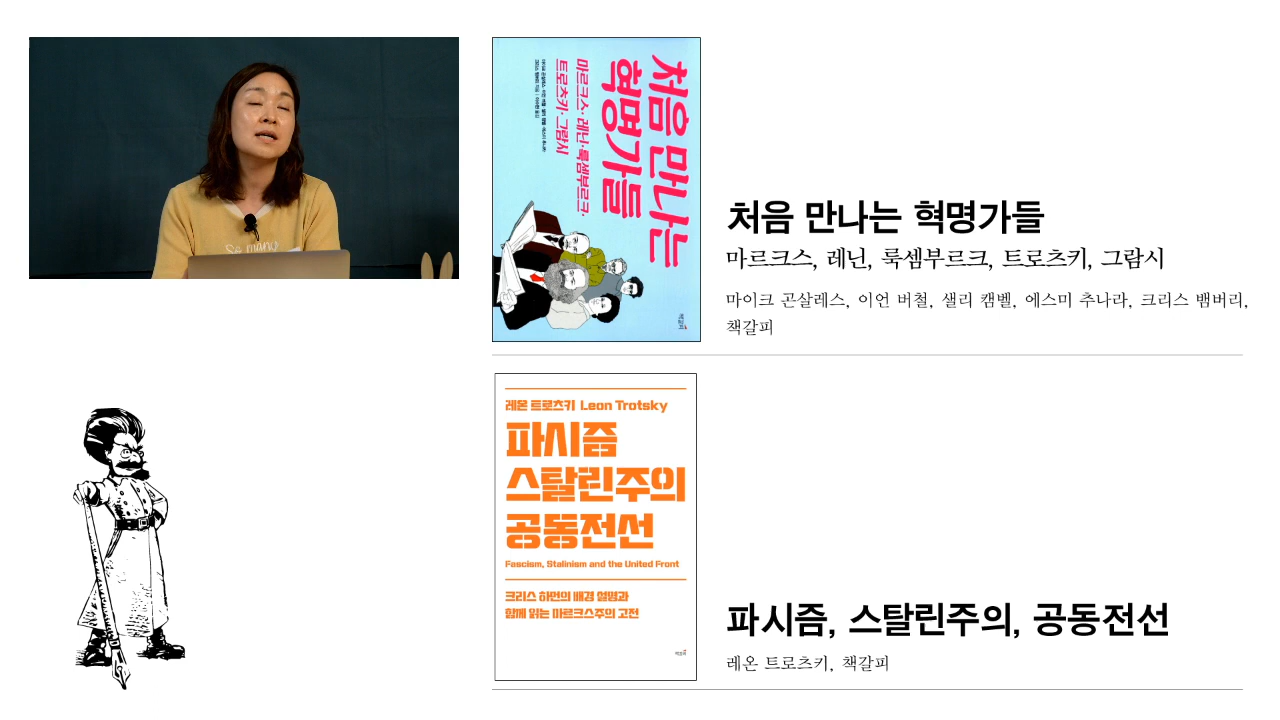 So many
처음 만나는
혁명가들
마르크스·레닌·룩셈부르크·
트로츠키·그람시
책갈피
처음 만나는 혁명가들
마르크스, 레닌, 룩셈부르크, 트로츠키, 그람시
마이크 곤살레스, 이언 버철, 샐리 캠벨, 에스미 추나라, 크리스 뱀버리,
책갈피
레온 트로츠키 Leon Trotsky
파시즘
스탈린주의
공동전선
Fascism, Stalinism and the United Front
크리스 하먼의 배경 설명과
함께 읽는 마르크스주의 고전
책갈피
파시즘, 스탈린주의, 공동전선
레온 트로츠키, 책갈피